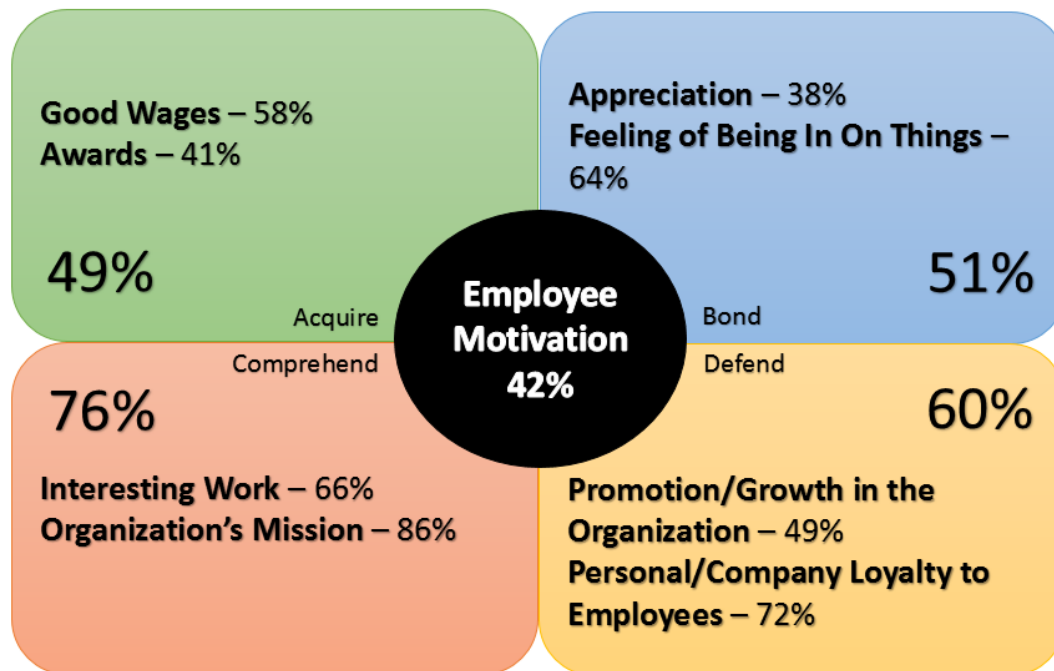 Good Wages – 58%
Awards – 41%
49%
Acquire
Appreciation – 38%
Feeling of Being In On Things –
64%
51%
Bond
Employee
Motivation
42%
Comprehend
76%
Interesting Work – 66%
Organization's Mission – 86%
Defend
60%
Promotion/Growth in the
Organization – 49%
Personal/Company Loyalty to
Employees – 72%